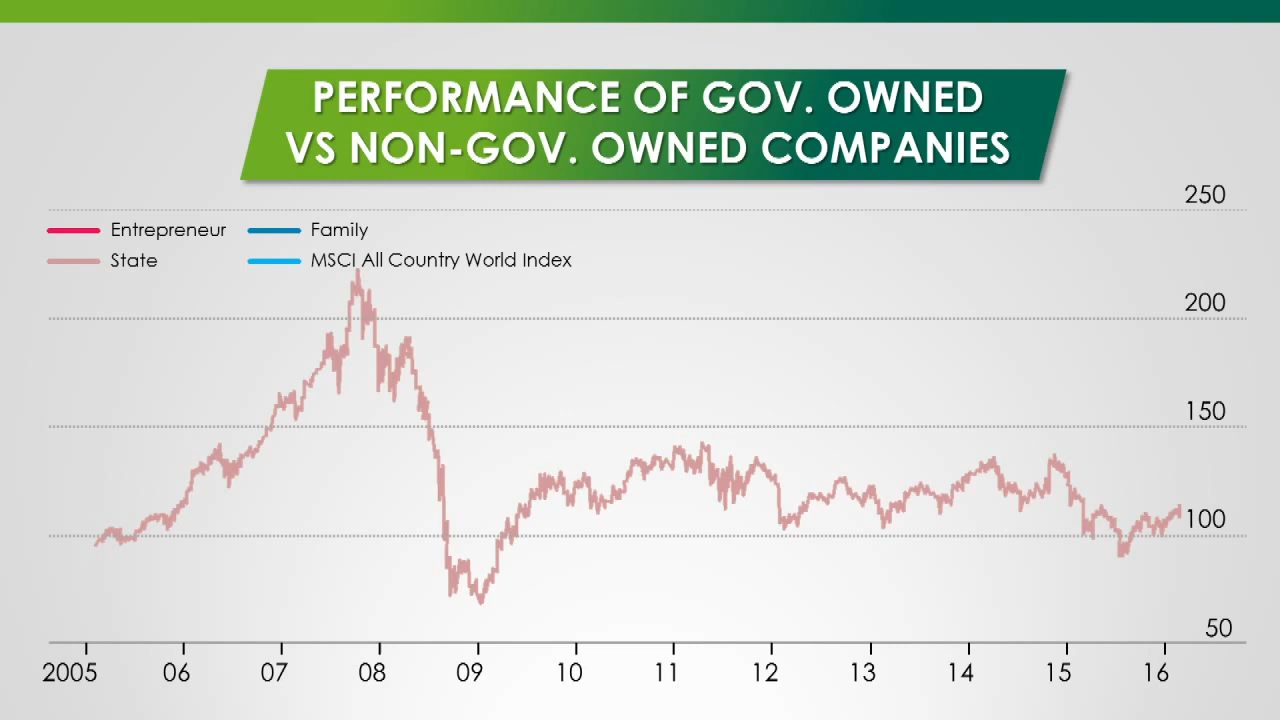 PERFORMANCE OF GOV. OWNED
VS NON-GOV. OWNED COMPANIES
250
Entrepreneur Family
State MSCI All Country World Index
200
150
100
50
2005 06 07 08 09 10 11 12 13 14 15 16